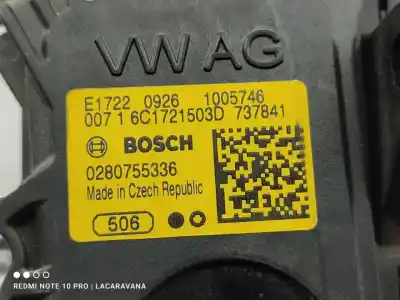 VW AG
E1722 0926 1005746
007 1 6C1721503D 737841
BOSCH
0280755336
Made in Czech Republic
506
REDMI NOTE 10 PRO | LACARAVANA